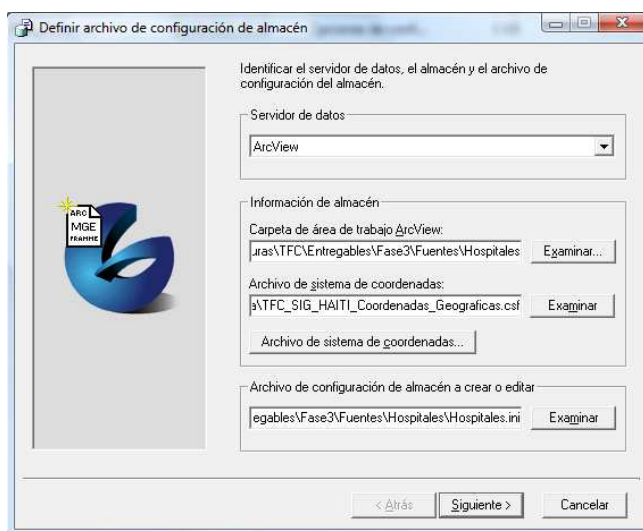 Definir archivo de configuración de almacén
Identificar el servidor de datos, el almacén y el archivo de
configuración del almacén.
Servidor de datos
ArcView
Información de almacén
Carpeta de área de trabajo ArcView:
uras\TFC\Entregables\Fase3\Fuentes\Hospitales
Examinar...
Archivo de sistema de coordenadas:
a\TFC_SIG_HAITI_Coordenadas_Geograficas.csf
Examinar
Archivo de sistema de coordenadas...
Archivo de configuración de almacén a crear o editar
egables\Fase3\Fuentes\Hospitales\Hospitales.ini
Examinar
ARC
MGE
FRAMME
< Atrás
Siguiente >
Cancelar